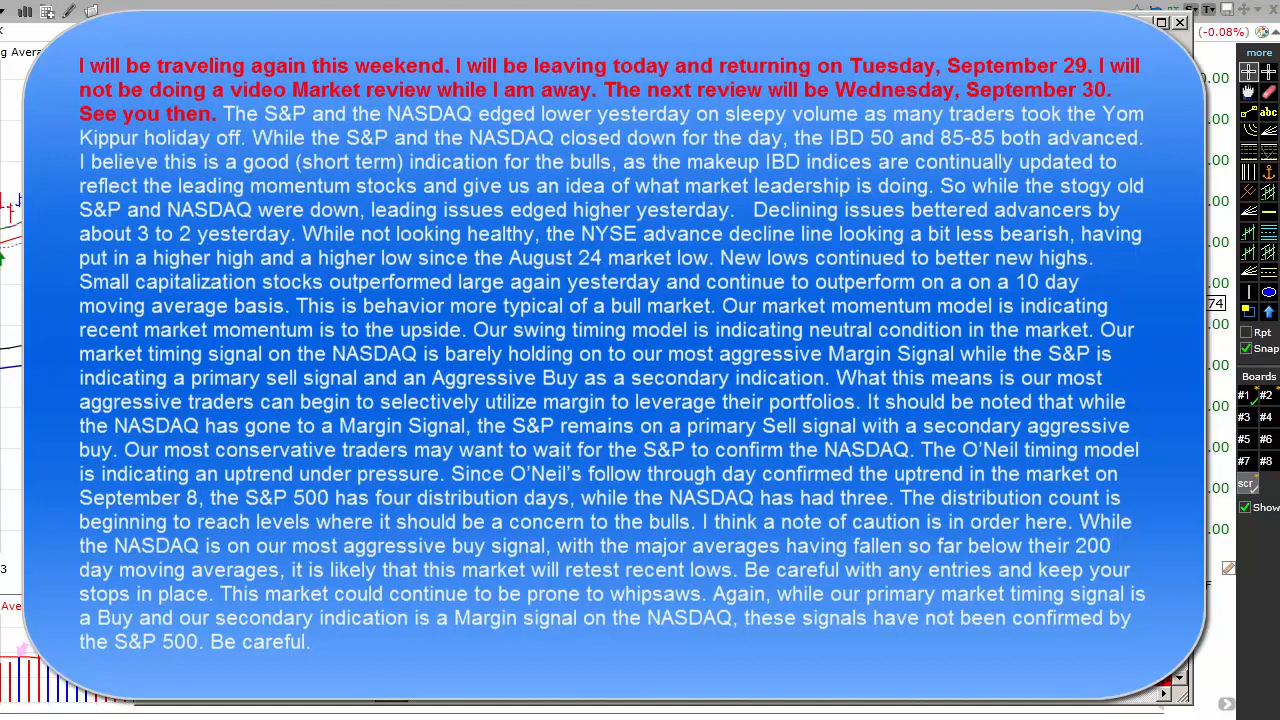 (-0.08%)
ng Avera
more
I will be traveling again this weekend. I will be leaving today and returning on Tuesday, September 29. I will
not be doing a video Market review while I am away. The next review will be Wednesday, September 30.
See you then. The S&P and the NASDAQ edged lower yesterday on sleepy volume as many traders took the Yom
Kippur holiday off. While the S&P and the NASDAQ closed down for the day, the IBD 50 and 85-85 both advanced.
I believe this is a good (short term) indication for the bulls, as the makeup IBD indices are continually updated to
reflect the leading momentum stocks and give us an idea of what market leadership is doing. So while the stogy old
S&P and NASDAQ were down, leading issues edged higher yesterday. Declining issues bettered advancers by
about 3 to 2 yesterday. While not looking healthy, the NYSE advance decline line looking a bit less bearish, having
put in a higher high and a higher low since the August 24 market low. New lows continued to better new highs.
Small capitalization stocks outperformed large again yesterday and continue to outperform on a on a 10 day
moving average basis. This is behavior more typical of a bull market. Our market momentum model is indicating
recent market momentum is to the upside. Our swing timing model is indicating neutral condition in the market. Our
market timing signal on the NASDAQ is barely holding on to our most aggressive Margin Signal while the S&P is
indicating a primary sell signal and an Aggressive Buy as a secondary indication. What this means is our most
aggressive traders can begin to selectively utilize margin to leverage their portfolios. It should be noted that while
the NASDAQ has gone to a Margin Signal, the S&P remains on a primary Sell signal with a secondary aggressive
buy. Our most conservative traders may want to wait for the S&P to confirm the NASDAQ. The O’Neil timing model
is indicating an uptrend under pressure. Since O’Neil’s follow through day confirmed the uptrend in the market on
September 8, the S&P 500 has four distribution days, while the NASDAQ has had three. The distribution count is
beginning to reach levels where it should be a concern to the bulls. I think a note of caution is in order here. While
the NASDAQ is on our most aggressive buy signal, with the major averages having fallen so far below their 200
day moving averages, it is likely that this market will retest recent lows. Be careful with any entries and keep your
stops in place. This market could continue to be prone to whipsaws. Again, while our primary market timing signal is
a Buy and our secondary indication is a Margin signal on the NASDAQ, these signals have not been confirmed by
the S&P 500. Be careful.
abc
74
Rpt
Snap
Boards
#1 #2
#3 #4
#5 #6
#7 #8
scr
Show
3
Ave